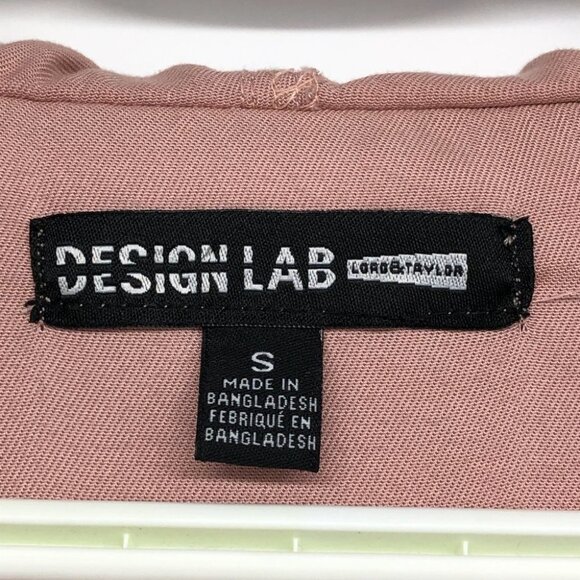 DESIGN LAB LORD & TAYLOR
S
MADE IN
BANGLADESH
FEBRIQUÉ EN
BANGLADESH